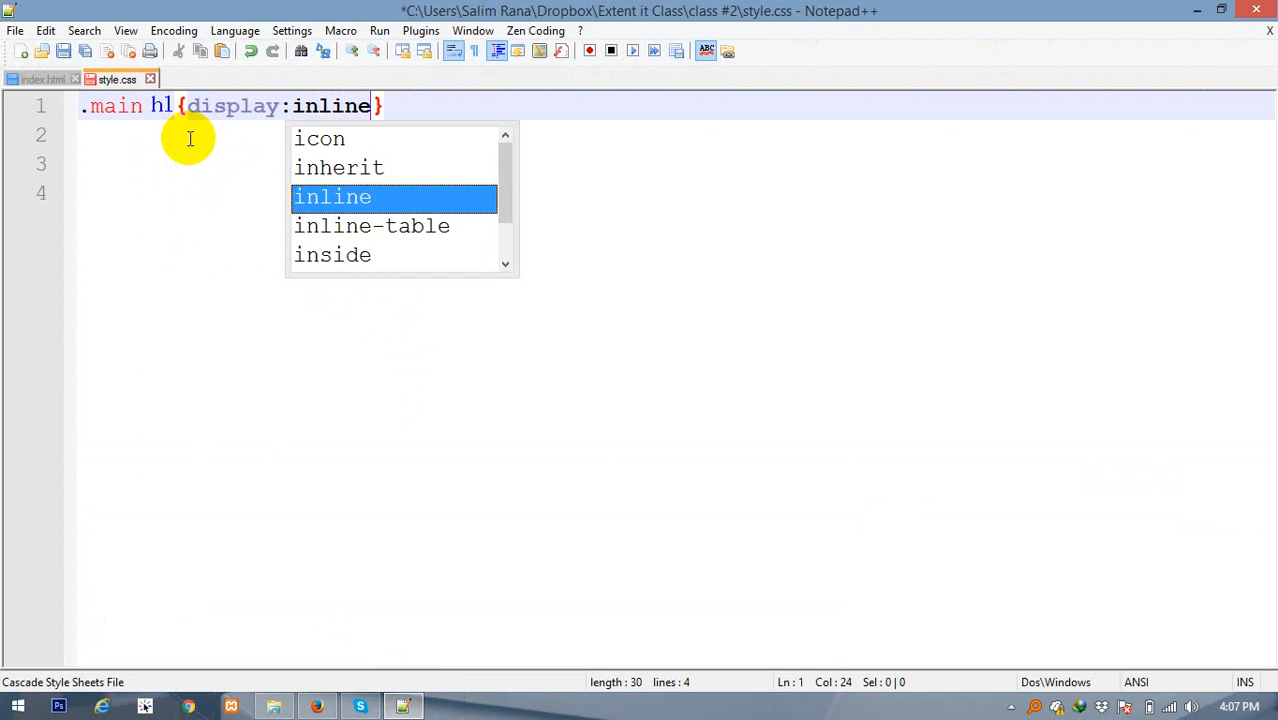 *C:\Users\Salim Rana\Dropbox\Extent it Class\class #2\style.css - Notepad++
File Edit Search View Encoding Language Settings Macro Run Plugins Window Zen Coding ? X
ABC
index.html style.css
1 .main h1{display:inline}
2
3
4
icon
inherit
inline
inline-table
inside
Cascade Style Sheets File length : 30 lines : 4 Ln : 1 Col : 24 Sel : 0 | 0 Dos\Windows ANSI INS
Ps 4:07 PM